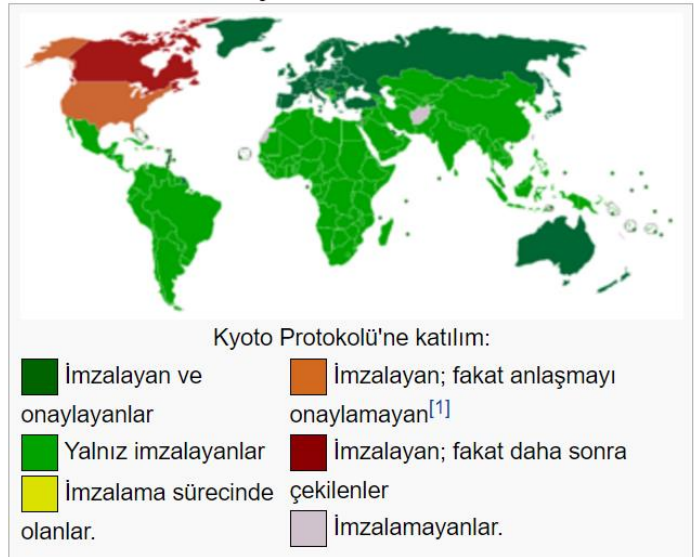 Kyoto Protokolü'ne katılım:
İmzalayan ve
onaylayanlar
Yalnız imzalayanlar
İmzalama sürecinde
olanlar.
İmzalayan; fakat anlaşmayı
onaylamayan[1]
İmzalayan; fakat daha sonra
çekilenler
İmzalamayanlar.